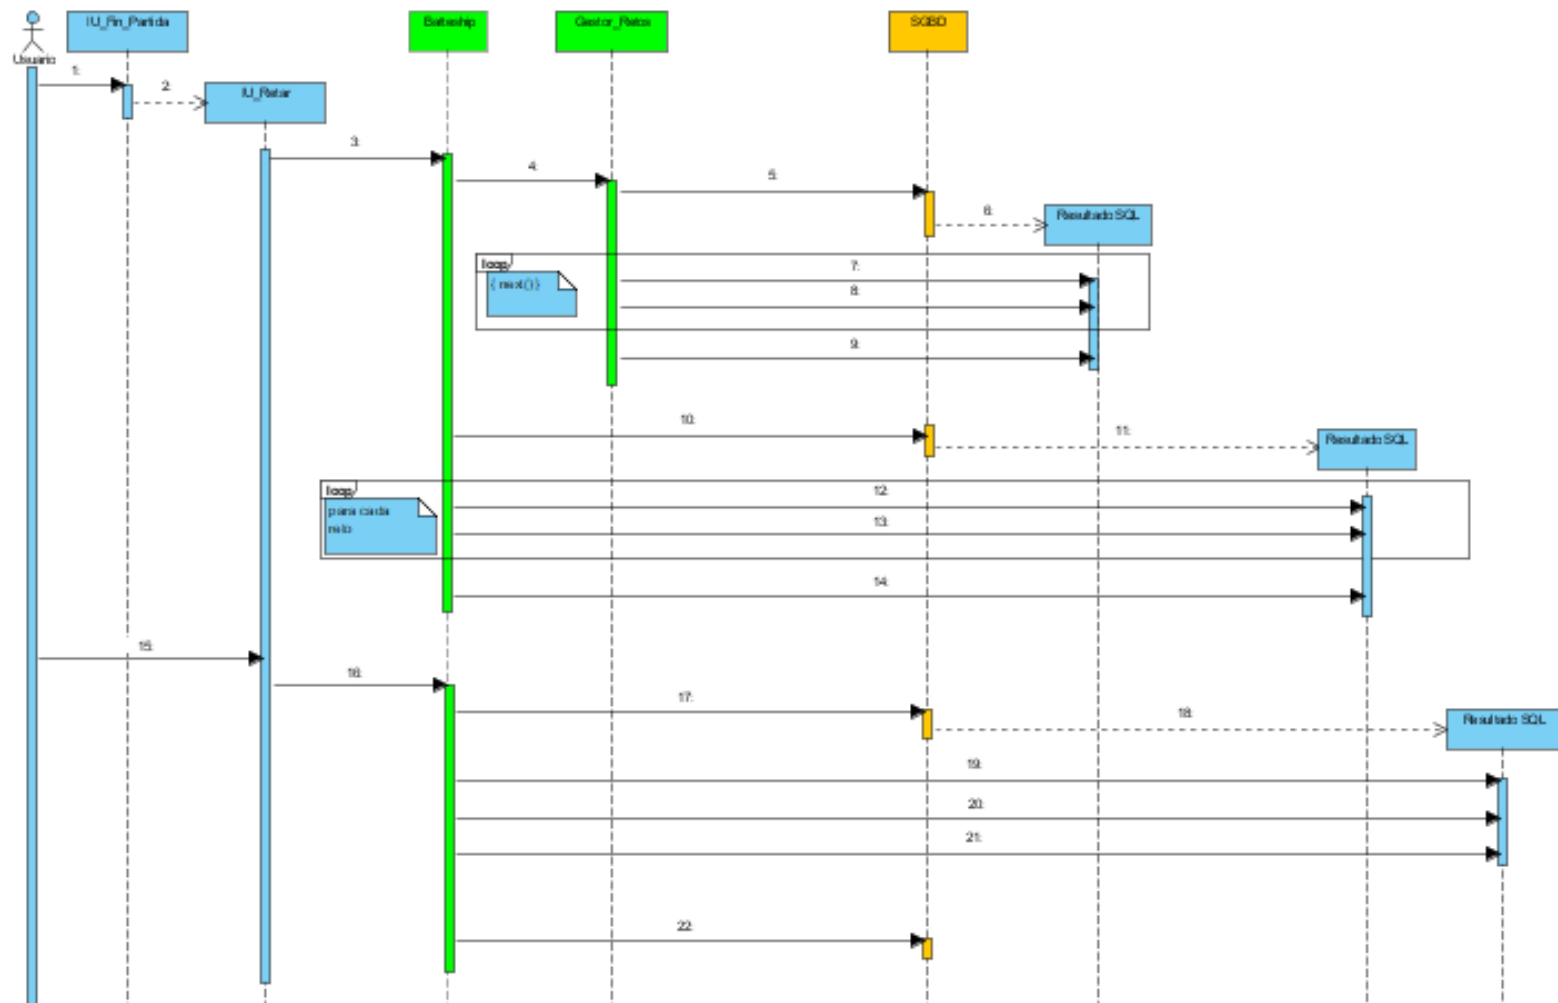 IU_Fin_Partida
Battleship
Gestor_Retos
SGBD
Usuario
1:
2:
IU_Retar
3:
4:
5:
6:
Resultado SQL
loop
{ next() }
7:
8:
9:
10:
11:
Resultado SQL
loop
para cada
reto
12:
13:
14:
15:
16:
17:
18:
Resultado SQL
19:
20:
21:
22: